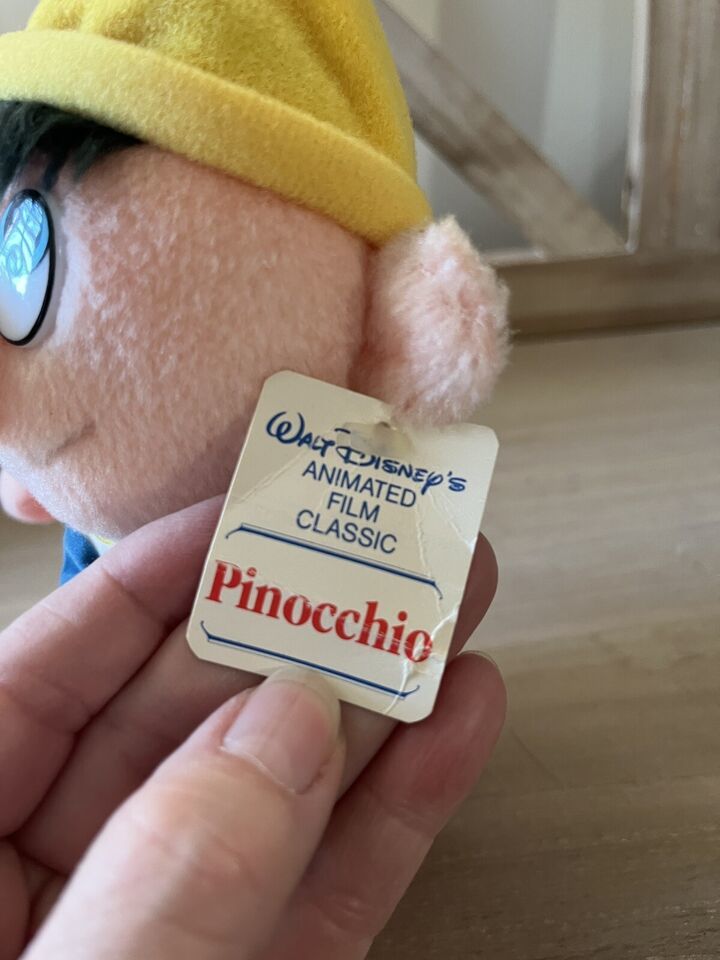 Walt Disney's
ANIMATED
FILM
CLASSIC
Pinocchio